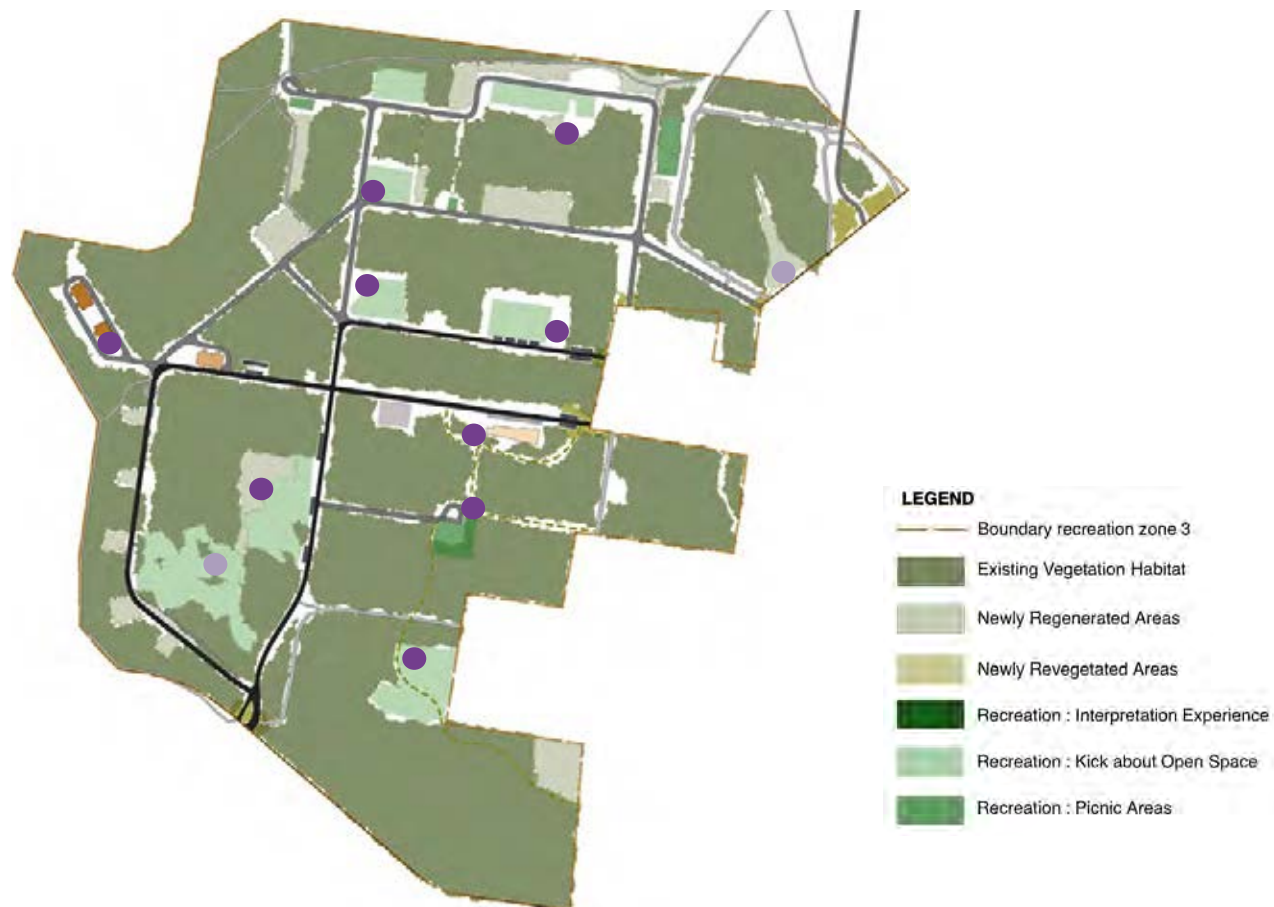 LEGEND
Boundary recreation zone 3
Existing Vegetation Habitat
Newly Regenerated Areas
Newly Revegetated Areas
Recreation : Interpretation Experience
Recreation : Kick about Open Space
Recreation : Picnic Areas